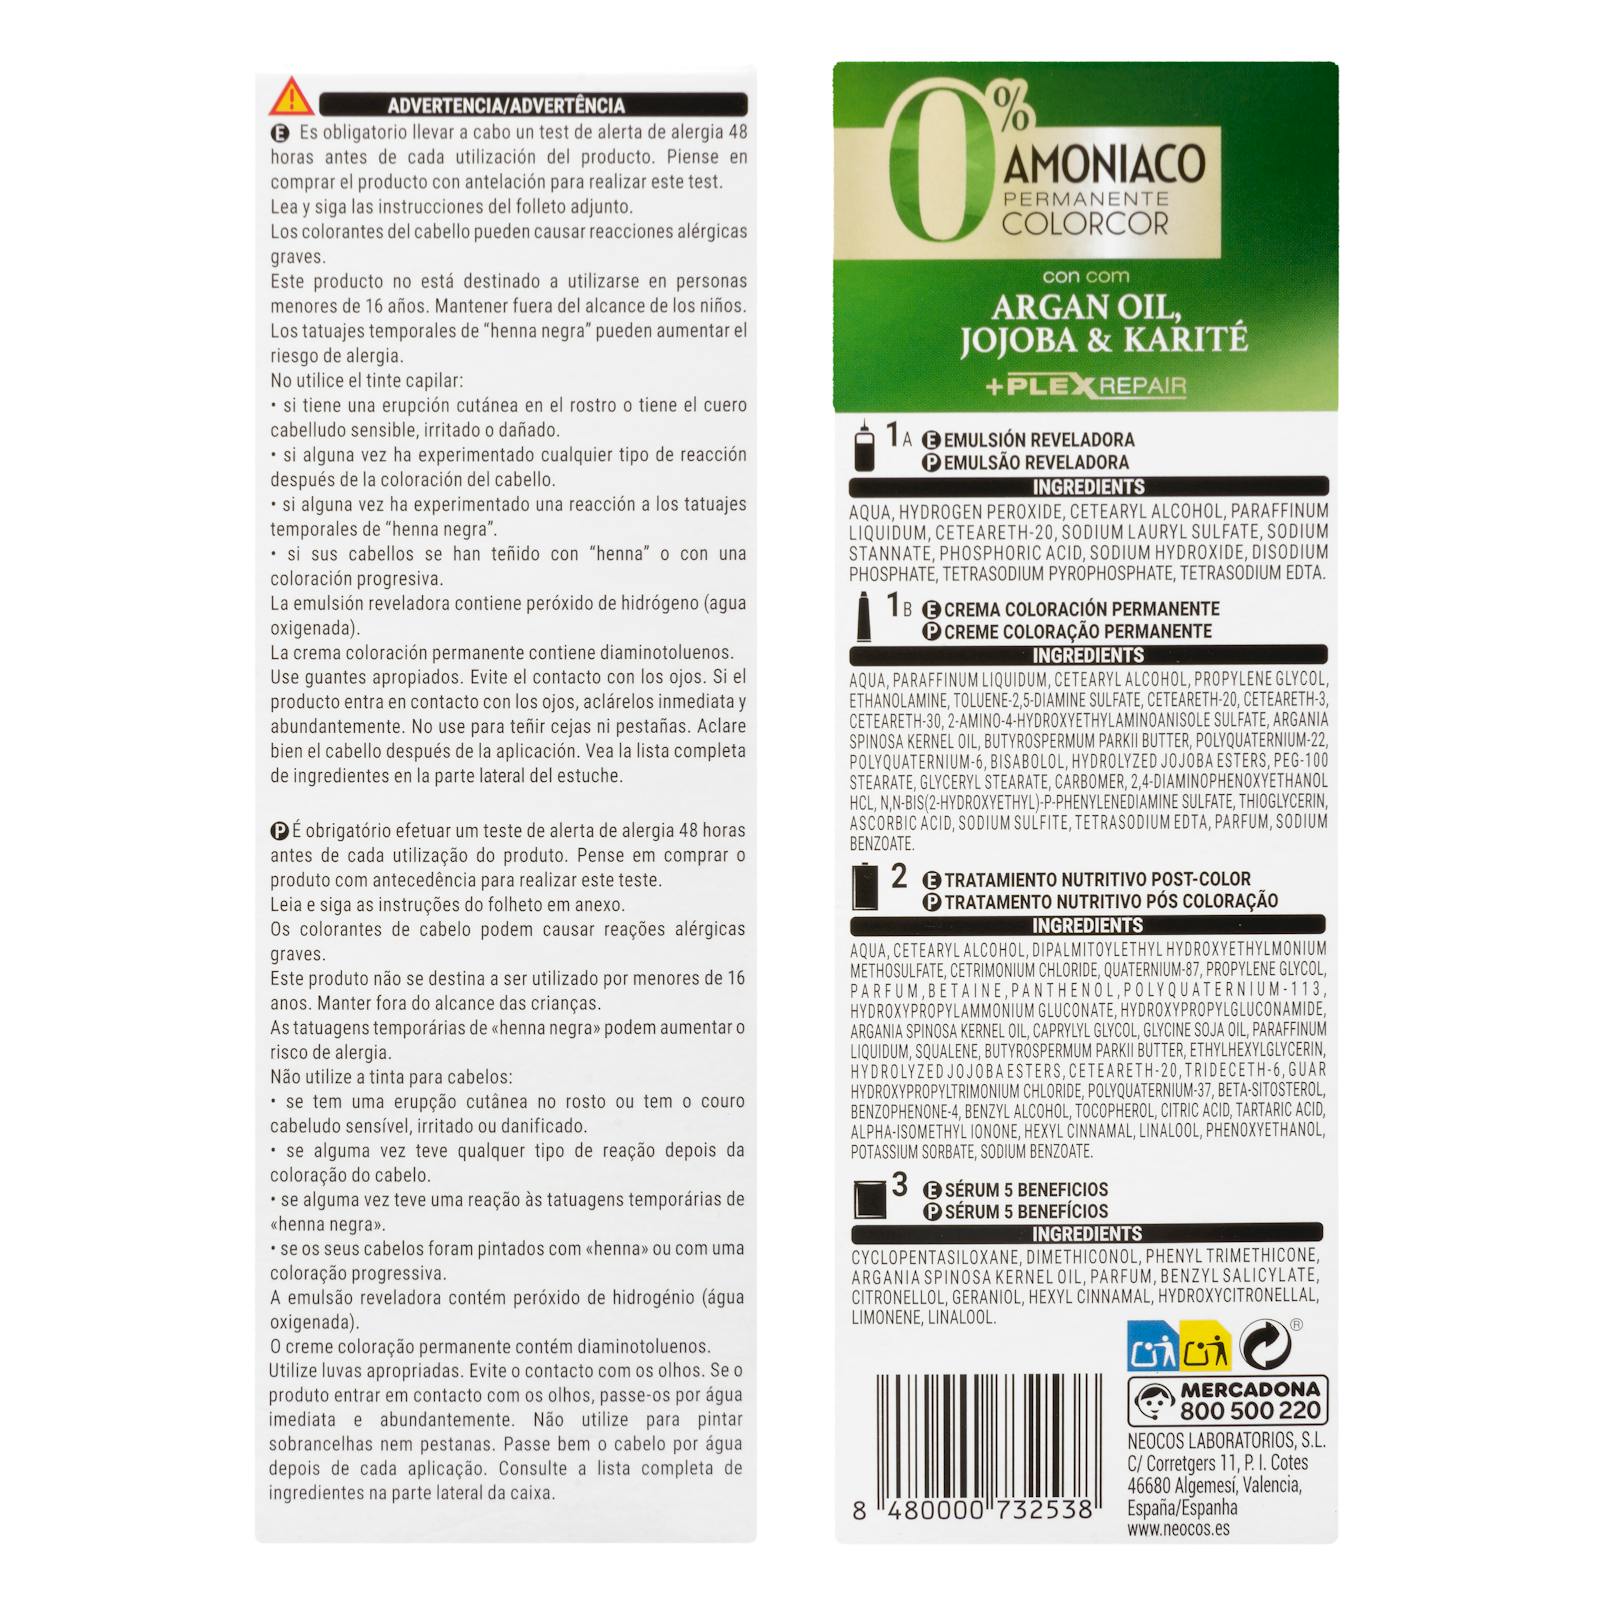 ADVERTENCIA/ADVERTÊNCIA
E Es obligatorio llevar a cabo un test de alerta de alergia 48
horas antes de cada utilización del producto. Piense en
comprar el producto con antelación para realizar este test.
Lea y siga las instrucciones del folleto adjunto.
Los colorantes del cabello pueden causar reacciones alérgicas
graves.
Este producto no está destinado a utilizarse en personas
menores de 16 años. Mantener fuera del alcance de los niños.
Los tatuajes temporales de “henna negra” pueden aumentar el
riesgo de alergia.
No utilice el tinte capilar:
• si tiene una erupción cutánea en el rostro o tiene el cuero
cabelludo sensible, irritado o dañado.
• si alguna vez ha experimentado cualquier tipo de reacción
después de la coloración del cabello.
• si alguna vez ha experimentado una reacción a los tatuajes
temporales de “henna negra”.
• si sus cabellos se han teñido con “henna” o con una
coloración progresiva.
La emulsión reveladora contiene peróxido de hidrógeno (agua
oxigenada).
La crema coloración permanente contiene diaminotoluenos.
Use guantes apropiados. Evite el contacto con los ojos. Si el
producto entra en contacto con los ojos, aclárelos inmediata y
abundantemente. No use para teñir cejas ni pestañas. Aclare
bien el cabello después de la aplicación. Vea la lista completa
de ingredientes en la parte lateral del estuche.
P É obrigatório efetuar um teste de alerta de alergia 48 horas
antes de cada utilização do produto. Pense em comprar o
produto com antecedência para realizar este teste.
Leia e siga as instruções do folheto em anexo.
Os colorantes de cabelo podem causar reações alérgicas
graves.
Este produto não se destina a ser utilizado por menores de 16
anos. Manter fora do alcance das crianças.
As tatuagens temporárias de «henna negra» podem aumentar o
risco de alergia.
Não utilize a tinta para cabelos:
• se tem uma erupção cutânea no rosto ou tem o couro
cabeludo sensível, irritado ou danificado.
• se alguma vez teve qualquer tipo de reação depois da
coloração do cabelo.
• se alguma vez teve uma reação às tatuagens temporárias de
«henna negra».
• se os seus cabelos foram pintados com «henna» ou com uma
coloração progressiva.
A emulsão reveladora contém peróxido de hidrogénio (água
oxigenada).
O creme coloração permanente contém diaminotoluenos.
Utilize luvas apropriadas. Evite o contacto com os olhos. Se o
produto entrar em contacto com os olhos, passe-os por água
imediata e abundantemente. Não utilize para pintar
sobrancelhas nem pestanas. Passe bem o cabelo por água
depois de cada aplicação. Consulte a lista completa de
ingredientes na parte lateral da caixa.
0%
AMONIACO
PERMANENTE
COLORCOR
con com
ARGAN OIL,
JOJOBA & KARITÉ
+PLEXREPAIR
1A E EMULSIÓN REVELADORA
P EMULSÃO REVELADORA
INGREDIENTS
AQUA, HYDROGEN PEROXIDE, CETEARYL ALCOHOL, PARAFFINUM
LIQUIDUM, CETEARETH-20, SODIUM LAURYL SULFATE, SODIUM
STANNATE, PHOSPHORIC ACID, SODIUM HYDROXIDE, DISODIUM
PHOSPHATE, TETRASODIUM PYROPHOSPHATE, TETRASODIUM EDTA.
1B E CREMA COLORACIÓN PERMANENTE
P CREME COLORAÇÃO PERMANENTE
INGREDIENTS
AQUA, PARAFFINUM LIQUIDUM, CETEARYL ALCOHOL, PROPYLENE GLYCOL,
ETHANOLAMINE, TOLUENE-2,5-DIAMINE SULFATE, CETEARETH-20, CETEARETH-3,
CETEARETH-30, 2-AMINO-4-HYDROXYETHYLAMINOANISOLE SULFATE, ARGANIA
SPINOSA KERNEL OIL, BUTYROSPERMUM PARKII BUTTER, POLYQUATERNIUM-22,
POLYQUATERNIUM-6, BISABOLOL, HYDROLYZED JOJOBA ESTERS, PEG-100
STEARATE, GLYCERYL STEARATE, CARBOMER, 2,4-DIAMINOPHENOXYETHANOL
HCL, N,N-BIS(2-HYDROXYETHYL)-P-PHENYLENEDIAMINE SULFATE, THIOGLYCERIN,
ASCORBIC ACID, SODIUM SULFITE, TETRASODIUM EDTA, PARFUM, SODIUM
BENZOATE.
2 E TRATAMIENTO NUTRITIVO POST-COLOR
P TRATAMENTO NUTRITIVO PÓS COLORAÇÃO
INGREDIENTS
AQUA, CETEARYL ALCOHOL, DIPALMITOYLETHYL HYDROXYETHYLMONIUM
METHOSULFATE, CETRIMONIUM CHLORIDE, QUATERNIUM-87, PROPYLENE GLYCOL,
PARFUM, BETAINE, PANTHENOL, POLYQUATERNIUM-113,
HYDROXYPROPYLAMMONIUM GLUCONATE, HYDROXYPROPYLGLUCONAMIDE,
ARGANIA SPINOSA KERNEL OIL, CAPRYLYL GLYCOL, GLYCINE SOJA OIL, PARAFFINUM
LIQUIDUM, SQUALENE, BUTYROSPERMUM PARKII BUTTER, ETHYLHEXYLGLYCERIN,
HYDROLYZED JOJOBA ESTERS, CETEARETH-20, TRIDECETH-6, GUAR
HYDROXYPROPYLTRIMONIUM CHLORIDE, POLYQUATERNIUM-37, BETA-SITOSTEROL,
BENZOPHENONE-4, BENZYL ALCOHOL, TOCOPHEROL, CITRIC ACID, TARTARIC ACID,
ALPHA-ISOMETHYL IONONE, HEXYL CINNAMAL, LINALOOL, PHENOXYETHANOL,
POTASSIUM SORBATE, SODIUM BENZOATE.
3 E SÉRUM 5 BENEFICIOS
P SÉRUM 5 BENEFÍCIOS
INGREDIENTS
CYCLOPENTASILOXANE, DIMETHICONOL, PHENYL TRIMETHICONE,
ARGANIA SPINOSA KERNEL OIL, PARFUM, BENZYL SALICYLATE,
CITRONELLOL, GERANIOL, HEXYL CINNAMAL, HYDROXYCITRONELLAL,
LIMONENE, LINALOOL.
®
MERCADONA
800 500 220
NEOCOS LABORATORIOS, S.L.
C/ Corretgers 11, P. I. Cotes
46680 Algemesí, Valencia,
España/Espanha
www.neocos.es
8 480000 732538